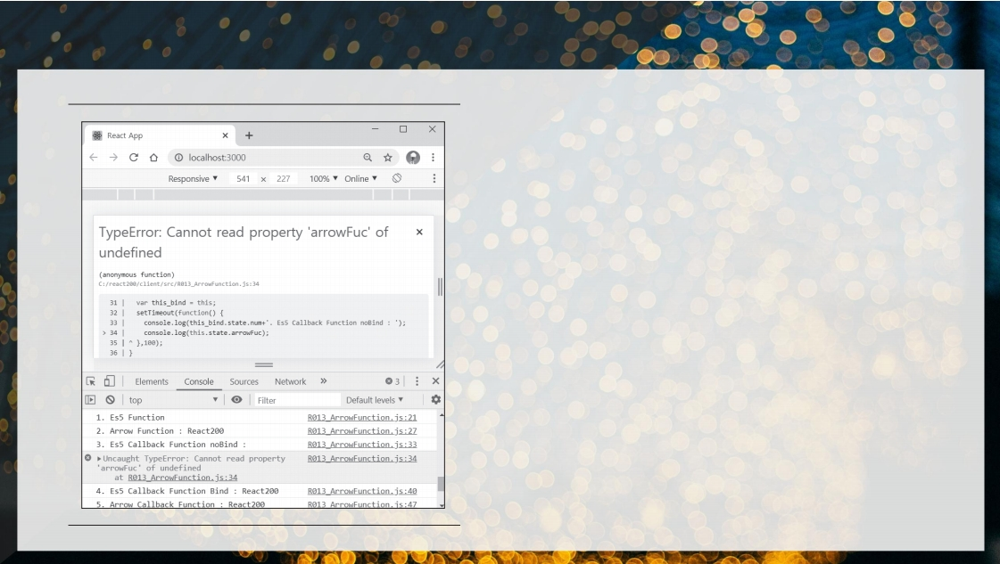 React App
localhost:3000
Responsive ▼ 541 × 227 100% ▼ Online ▼
TypeError: Cannot read property 'arrowFuc' of
undefined
(anonymous function)
C:/react200/client/src/R013_ArrowFunction.js:34
31 | var this_bind = this;
32 | setTimeout(function() {
33 | console.log(this_bind.state.num+'. Es5 Callback Function noBind : ');
> 34 | console.log(this.state.arrowFuc);
35 | ^ },100);
36 | }
Elements Console Sources Network » 3
top ▼ Filter Default levels ▼
1. Es5 Function R013_ArrowFunction.js:21
2. Arrow Function : React200 R013_ArrowFunction.js:27
3. Es5 Callback Function noBind : R013_ArrowFunction.js:33
▶Uncaught TypeError: Cannot read property R013_ArrowFunction.js:34
'arrowFuc' of undefined
at R013_ArrowFunction.js:34
4. Es5 Callback Function Bind : React200 R013_ArrowFunction.js:40
5. Arrow Callback Function : React200 R013_ArrowFunction.js:47